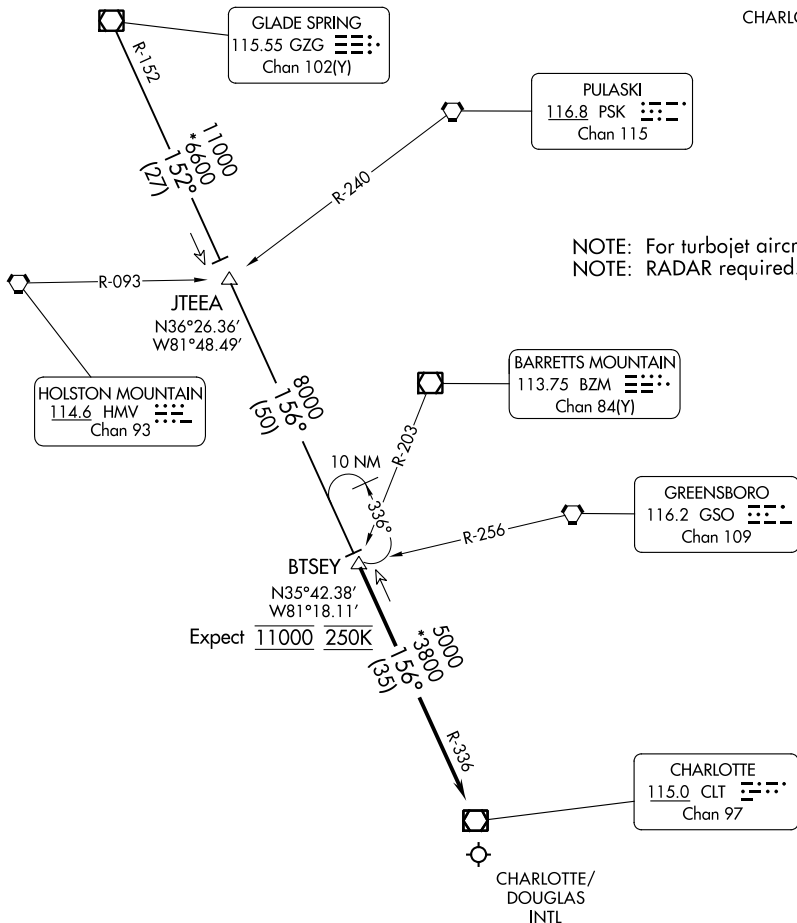 CHARLO
GLADE SPRING
115.55 GZG
Chan 102(Y)
R-152
PULASKI
116.8 PSK
Chan 115
11000
*6600
152°
(27)
R-240
NOTE: For turbojet aircr
NOTE: RADAR required.
R-093
JTEEA
N36°26.36'
W81°48.49'
HOLSTON MOUNTAIN
114.6 HMV
Chan 93
BARRETTS MOUNTAIN
113.75 BZM
Chan 84(Y)
8000
156°
(50)
R-203
10 NM
336°
GREENSBORO
116.2 GSO
Chan 109
R-256
BTSEY
N35°42.38'
W81°18.11'
Expect 11000 250K
5000
*3800
156°
(35)
R-336
CHARLOTTE
115.0 CLT
Chan 97
CHARLOTTE/
DOUGLAS
INTL